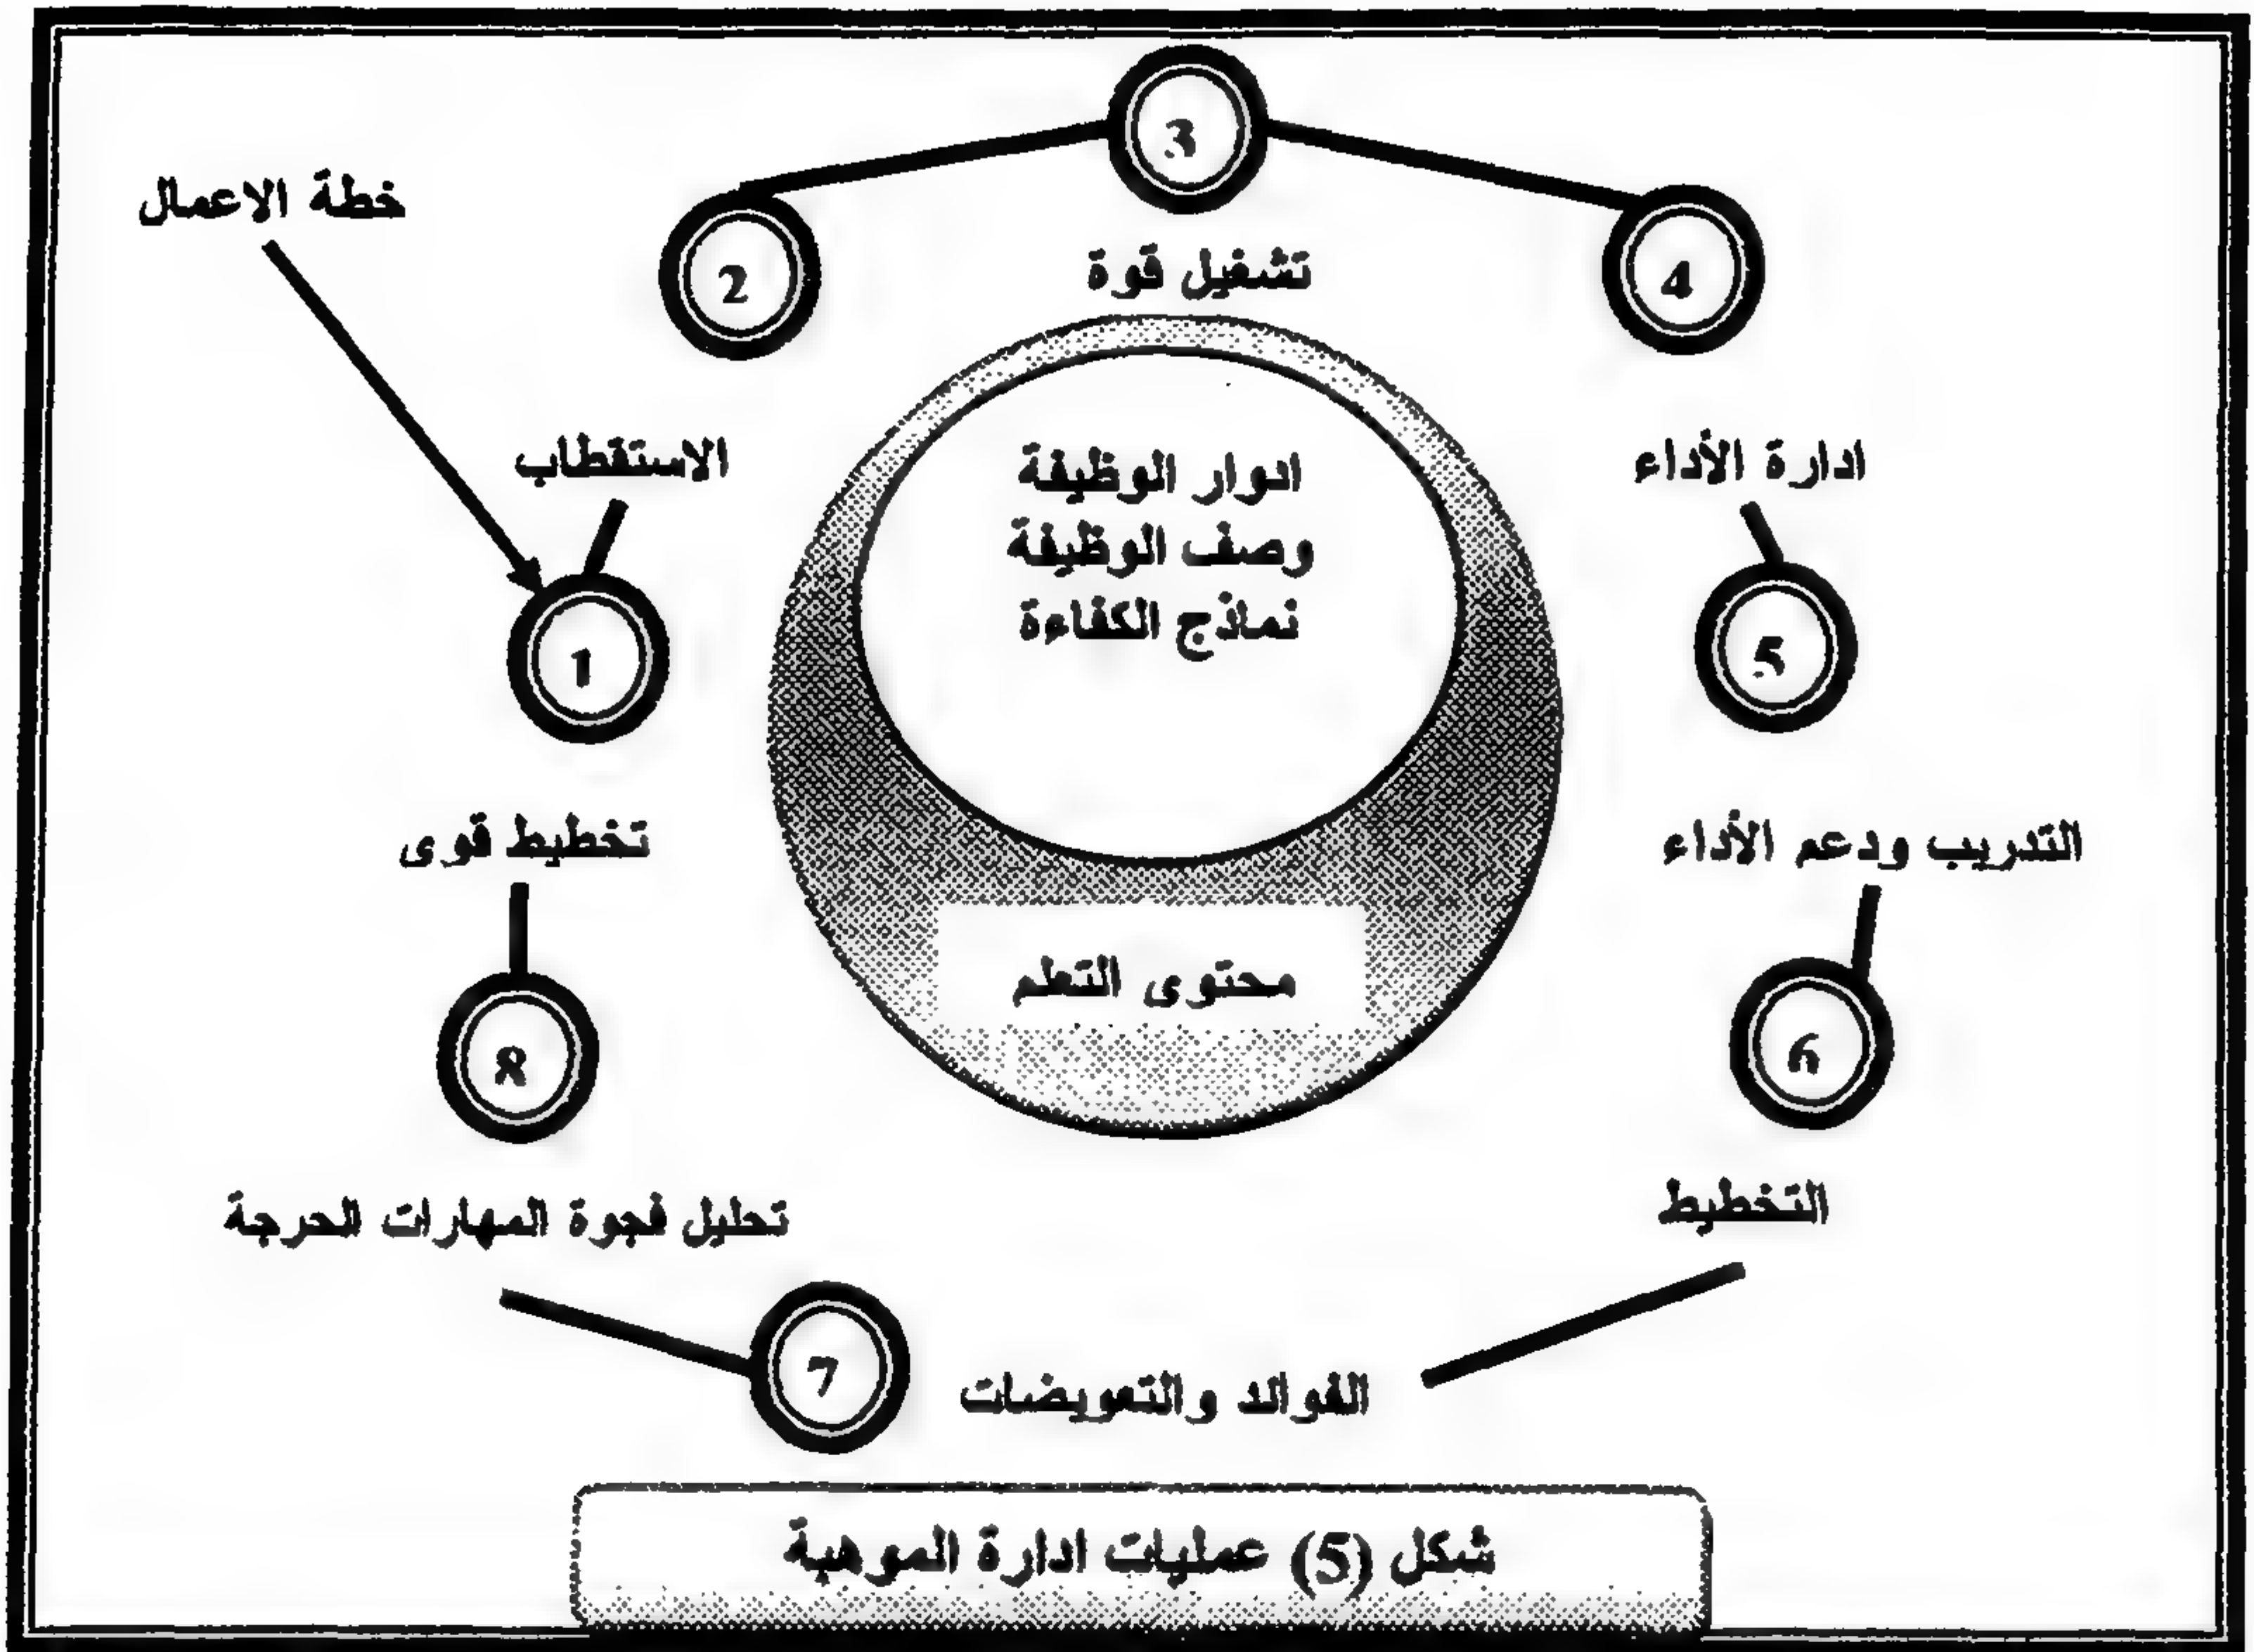 3
خطة الاعمال
2
4
تشغيل قوة
الاستقطاب
ادوار الوظيفة
وصف الوظيفة
نماذج الكفاءة
ادارة الأداء
1
5
تخطيط قوى
التدريب ودعم الأداء
محتوى التعلم
8
6
تحليل فجوة المهارات الحرجة
التخطيط
7
الفوائد والتعويضات
شكل (5) عمليات ادارة الموهبة